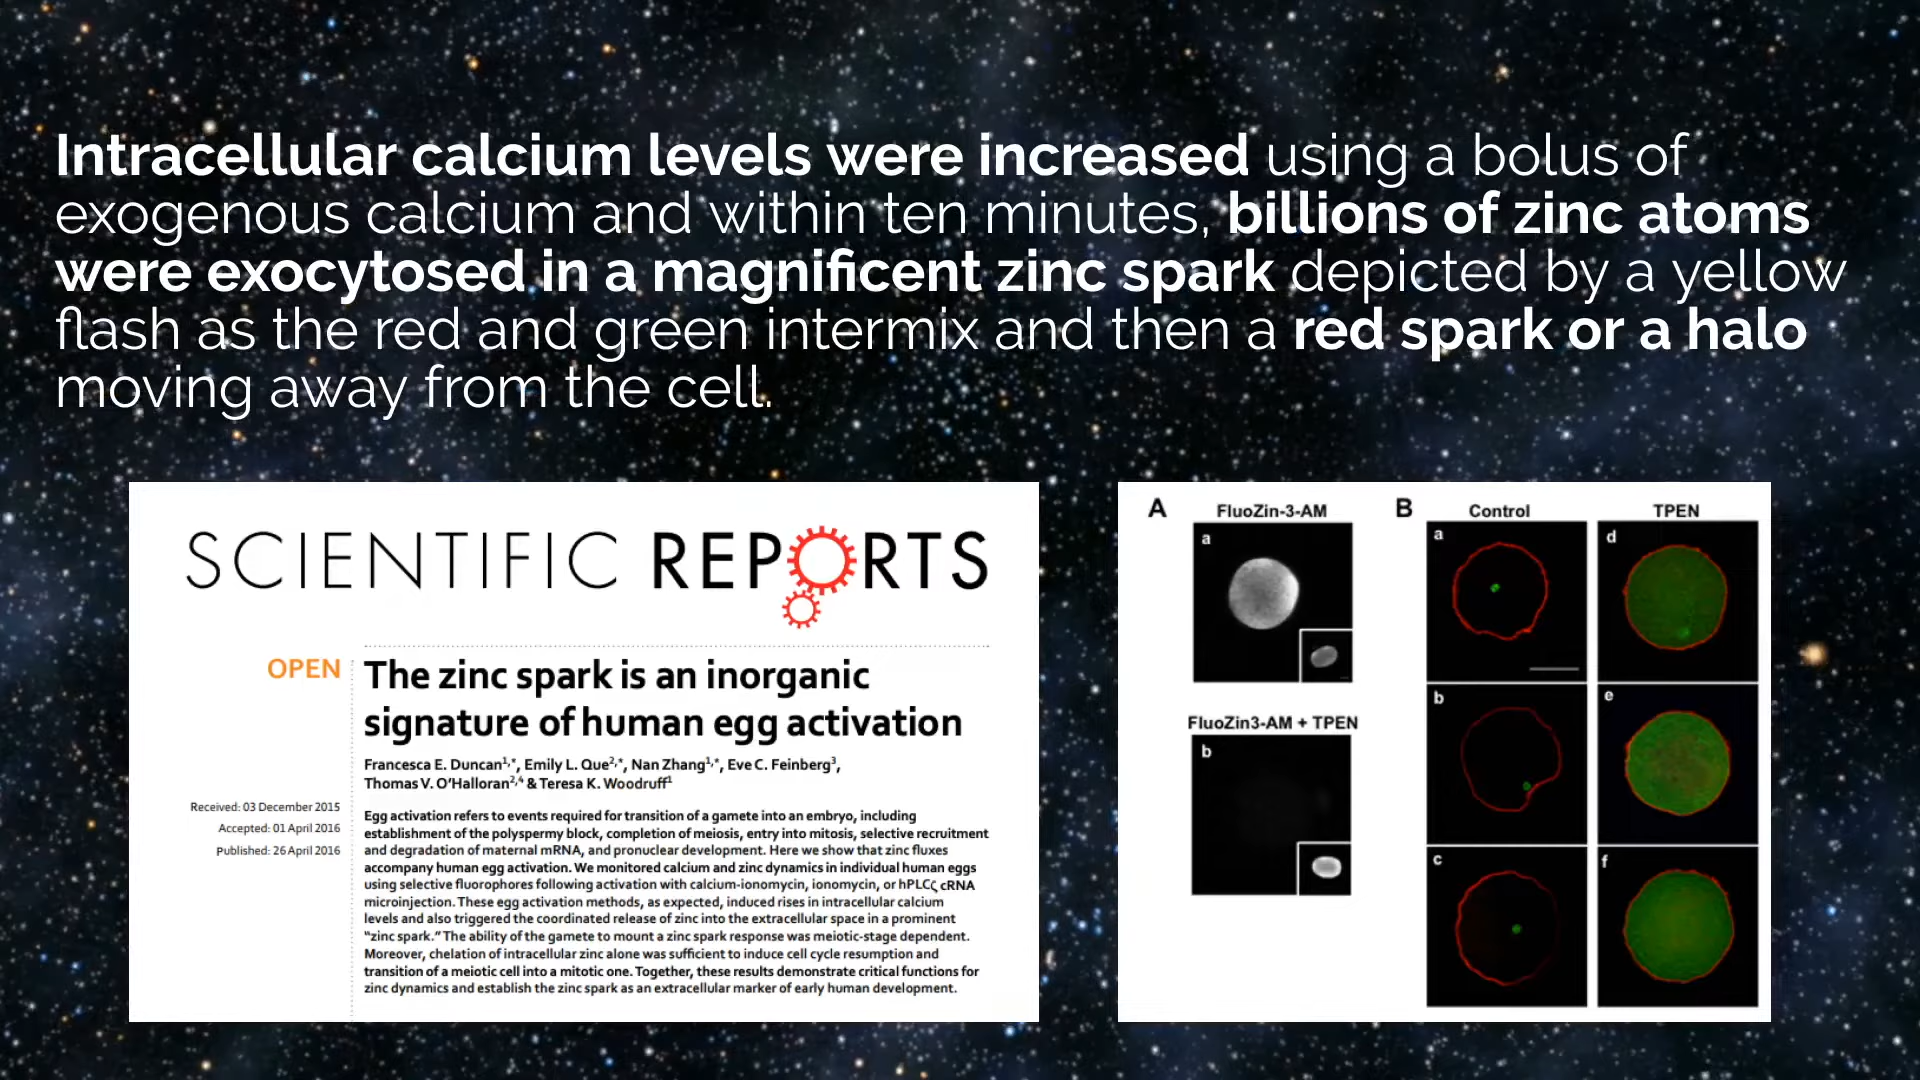 Intracellular calcium levels were increased using a bolus of
exogenous calcium and within ten minutes, billions of zinc atoms
were exocytosed in a magnificent zinc spark depicted by a yellow
flash as the red and green intermix and then a red spark or a halo
moving away from the cell.
SCIENTIFIC REPORTS
OPEN
The zinc spark is an inorganic
signature of human egg activation
Francesca E. Duncan1,*, Emily L. Que2,*, Nan Zhang1,*, Eve C. Feinberg3,
Thomas V. O'Halloran2,4 & Teresa K. Woodruff1
Received: 03 December 2015
Accepted: 01 April 2016
Published: 26 April 2016
Egg activation refers to events required for transition of a gamete into an embryo, including
establishment of the polyspermy block, completion of meiosis, entry into mitosis, selective recruitment
and degradation of maternal mRNA, and pronuclear development. Here we show that zinc fluxes
accompany human egg activation. We monitored calcium and zinc dynamics in individual human eggs
using selective fluorophores following activation with calcium-ionomycin, ionomycin, or hPLCζ cRNA
microinjection. These egg activation methods, as expected, induced rises in intracellular calcium
levels and also triggered the coordinated release of zinc into the extracellular space in a prominent
"zinc spark." The ability of the gamete to mount a zinc spark response was meiotic-stage dependent.
Moreover, chelation of intracellular zinc alone was sufficient to induce cell cycle resumption and
transition of a meiotic cell into a mitotic one. Together, these results demonstrate critical functions for
zinc dynamics and establish the zinc spark as an extracellular marker of early human development.
A
FluoZin-3-AM
a
FluoZin3-AM + TPEN
b
B
Control
TPEN
a
d
b
e
c
f